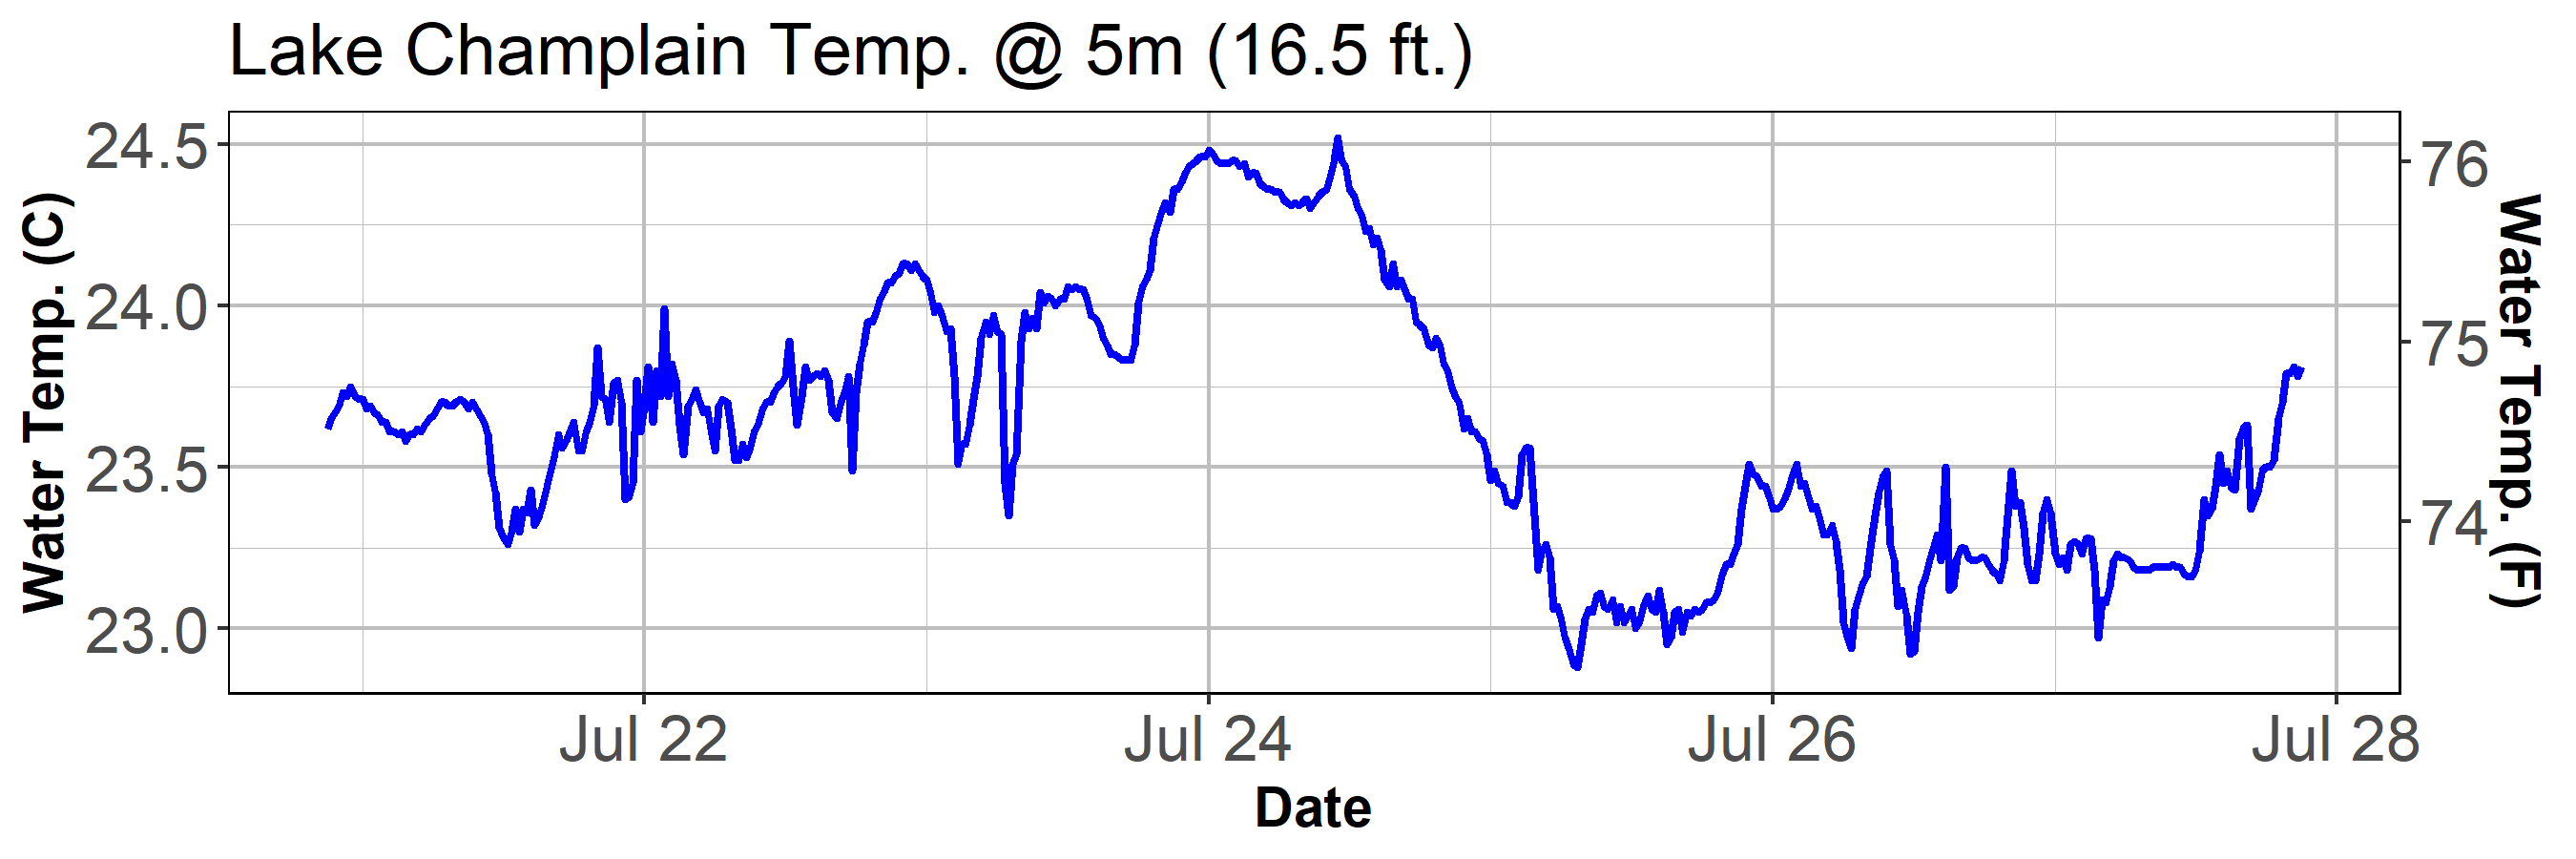 Lake Champlain Temp. @ 5m (16.5 ft.)
Water Temp. (C)
24.5
24.0
23.5
23.0
76
75
74
Water Temp. (F)
Jul 22
Jul 24
Jul 26
Jul 28
Date